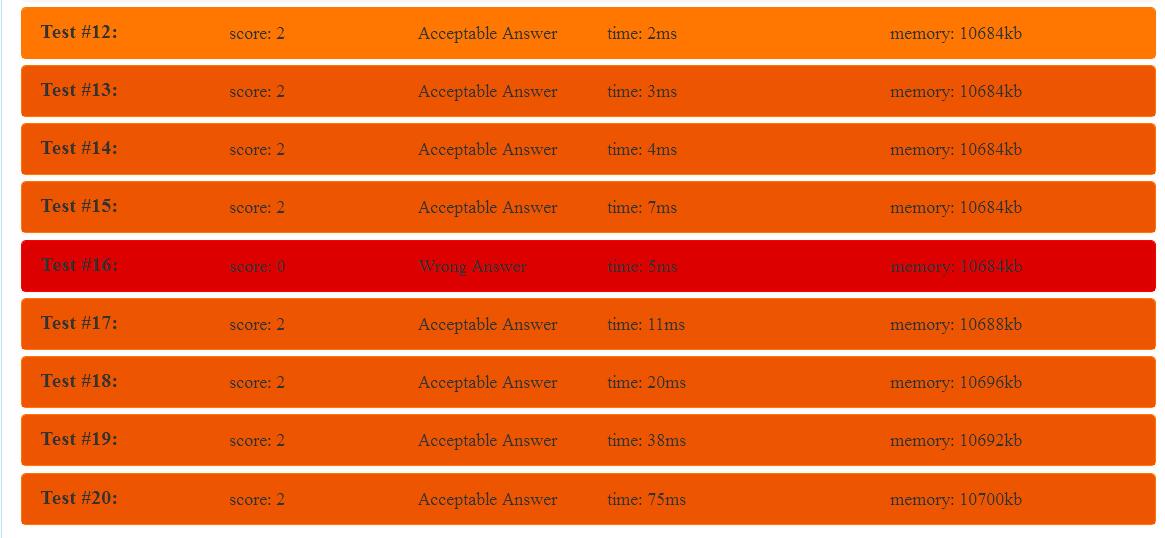 Test #12: score: 2 Acceptable Answer time: 2ms memory: 10684kb
Test #13: score: 2 Acceptable Answer time: 3ms memory: 10684kb
Test #14: score: 2 Acceptable Answer time: 4ms memory: 10684kb
Test #15: score: 2 Acceptable Answer time: 7ms memory: 10684kb
Test #16: score: 0 Wrong Answer time: 5ms memory: 10684kb
Test #17: score: 2 Acceptable Answer time: 11ms memory: 10688kb
Test #18: score: 2 Acceptable Answer time: 20ms memory: 10696kb
Test #19: score: 2 Acceptable Answer time: 38ms memory: 10692kb
Test #20: score: 2 Acceptable Answer time: 75ms memory: 10700kb